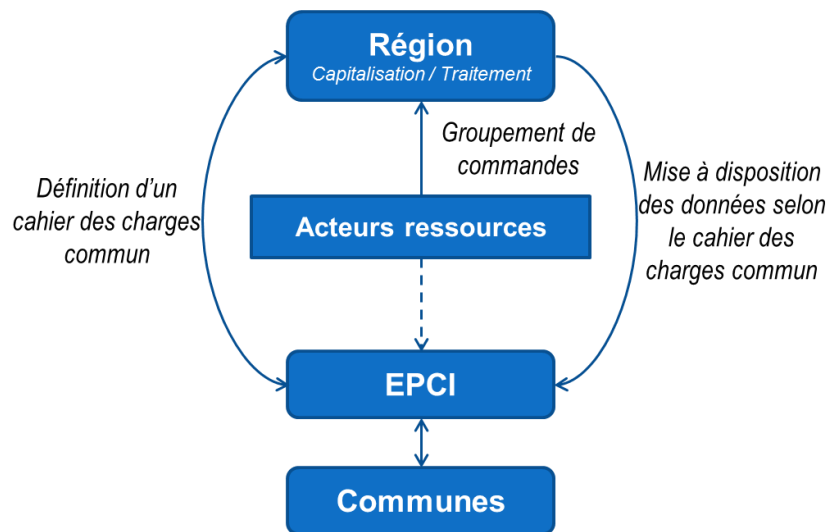 Région
Capitalisation / Traitement
Groupement de
commandes
Définition d'un
cahier des charges
commun
Mise à disposition
des données selon
le cahier des
charges commun
Acteurs ressources
EPCI
Communes